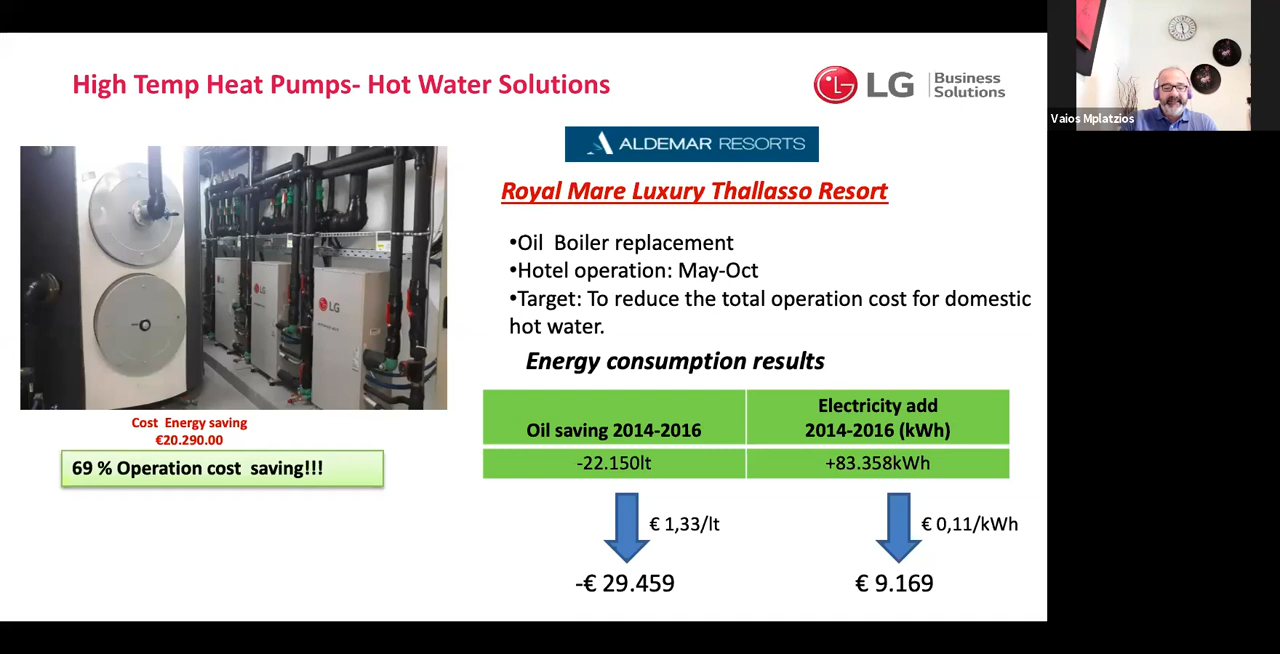 High Temp Heat Pumps- Hot Water Solutions
LG Business
Solutions
Vaios Mplatzios
ALDEMAR RESORTS
Royal Mare Luxury Thallasso Resort
•Oil Boiler replacement
•Hotel operation: May-Oct
•Target: To reduce the total operation cost for domestic
hot water.
Energy consumption results
LG
LG
Cost Energy saving
€20.290.00
69 % Operation cost saving!!!
Oil saving 2014-2016
Electricity add
2014-2016 (kWh)
-22.150lt
+83.358kWh
€ 1,33/lt
€ 0,11/kWh
-€ 29.459
€ 9.169